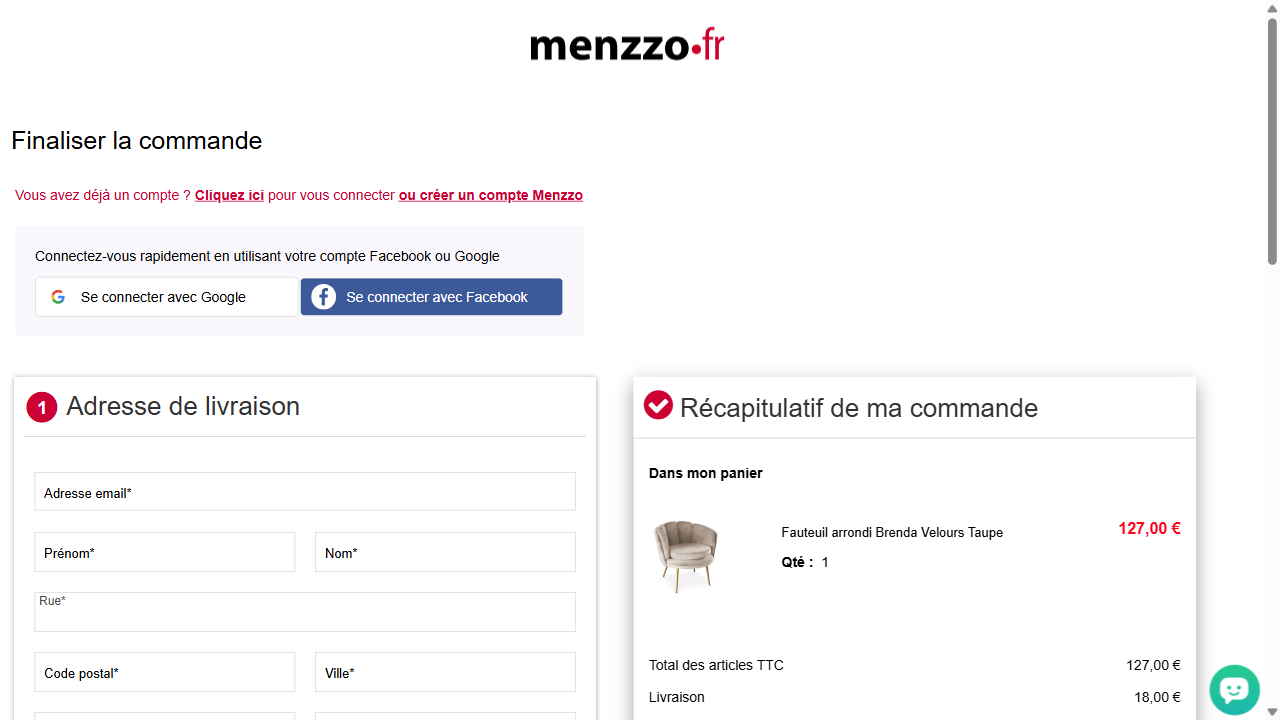 menzzo•fr
Finaliser la commande
Vous avez déjà un compte ? Cliquez ici pour vous connecter ou créer un compte Menzzo
Connectez-vous rapidement en utilisant votre compte Facebook ou Google
Se connecter avec Google
Se connecter avec Facebook
1 Adresse de livraison
Adresse email*
Prénom*
Nom*
Rue*
Code postal*
Ville*
Récapitulatif de ma commande
Dans mon panier
Fauteuil arrondi Brenda Velours Taupe
127,00 €
Qté : 1
Total des articles TTC
127,00 €
Livraison
18,00 €